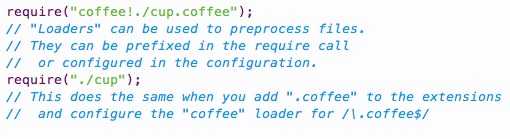 require("coffee!./cup.coffee");
// "Loaders" can be used to preprocess files.
// They can be prefixed in the require call
//  or configured in the configuration.
require("./cup");
// This does the same when you add ".coffee" to the extensions
//  and configure the "coffee" loader for /\.coffee$/